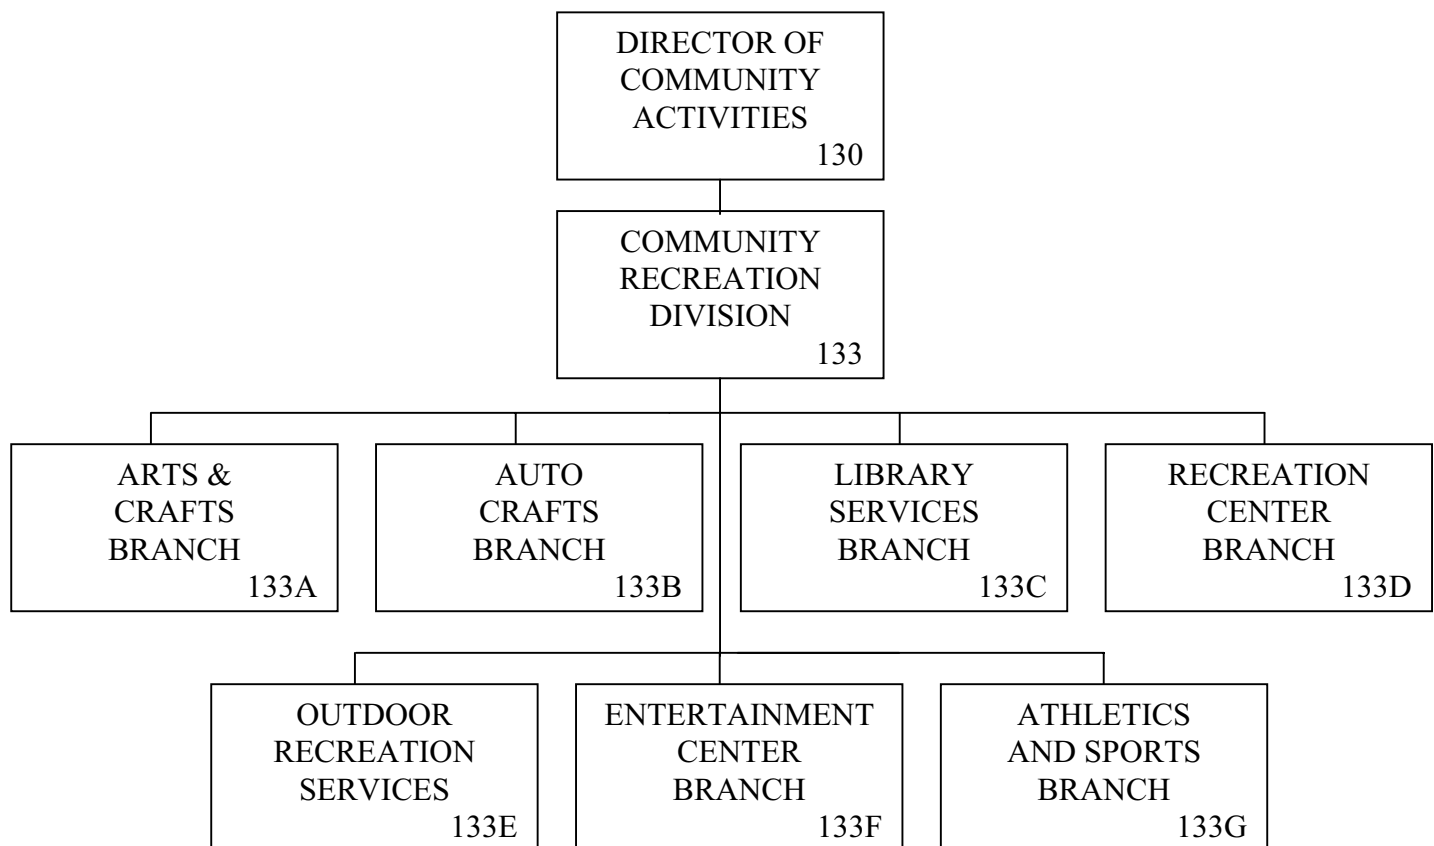 DIRECTOR OF
COMMUNITY
ACTIVITIES
130
COMMUNITY
RECREATION
DIVISION
133
ARTS &
CRAFTS
BRANCH
133A
AUTO
CRAFTS
BRANCH
133B
LIBRARY
SERVICES
BRANCH
133C
RECREATION
CENTER
BRANCH
133D
OUTDOOR
RECREATION
SERVICES
133E
ENTERTAINMENT
CENTER
BRANCH
133F
ATHLETICS
AND SPORTS
BRANCH
133G